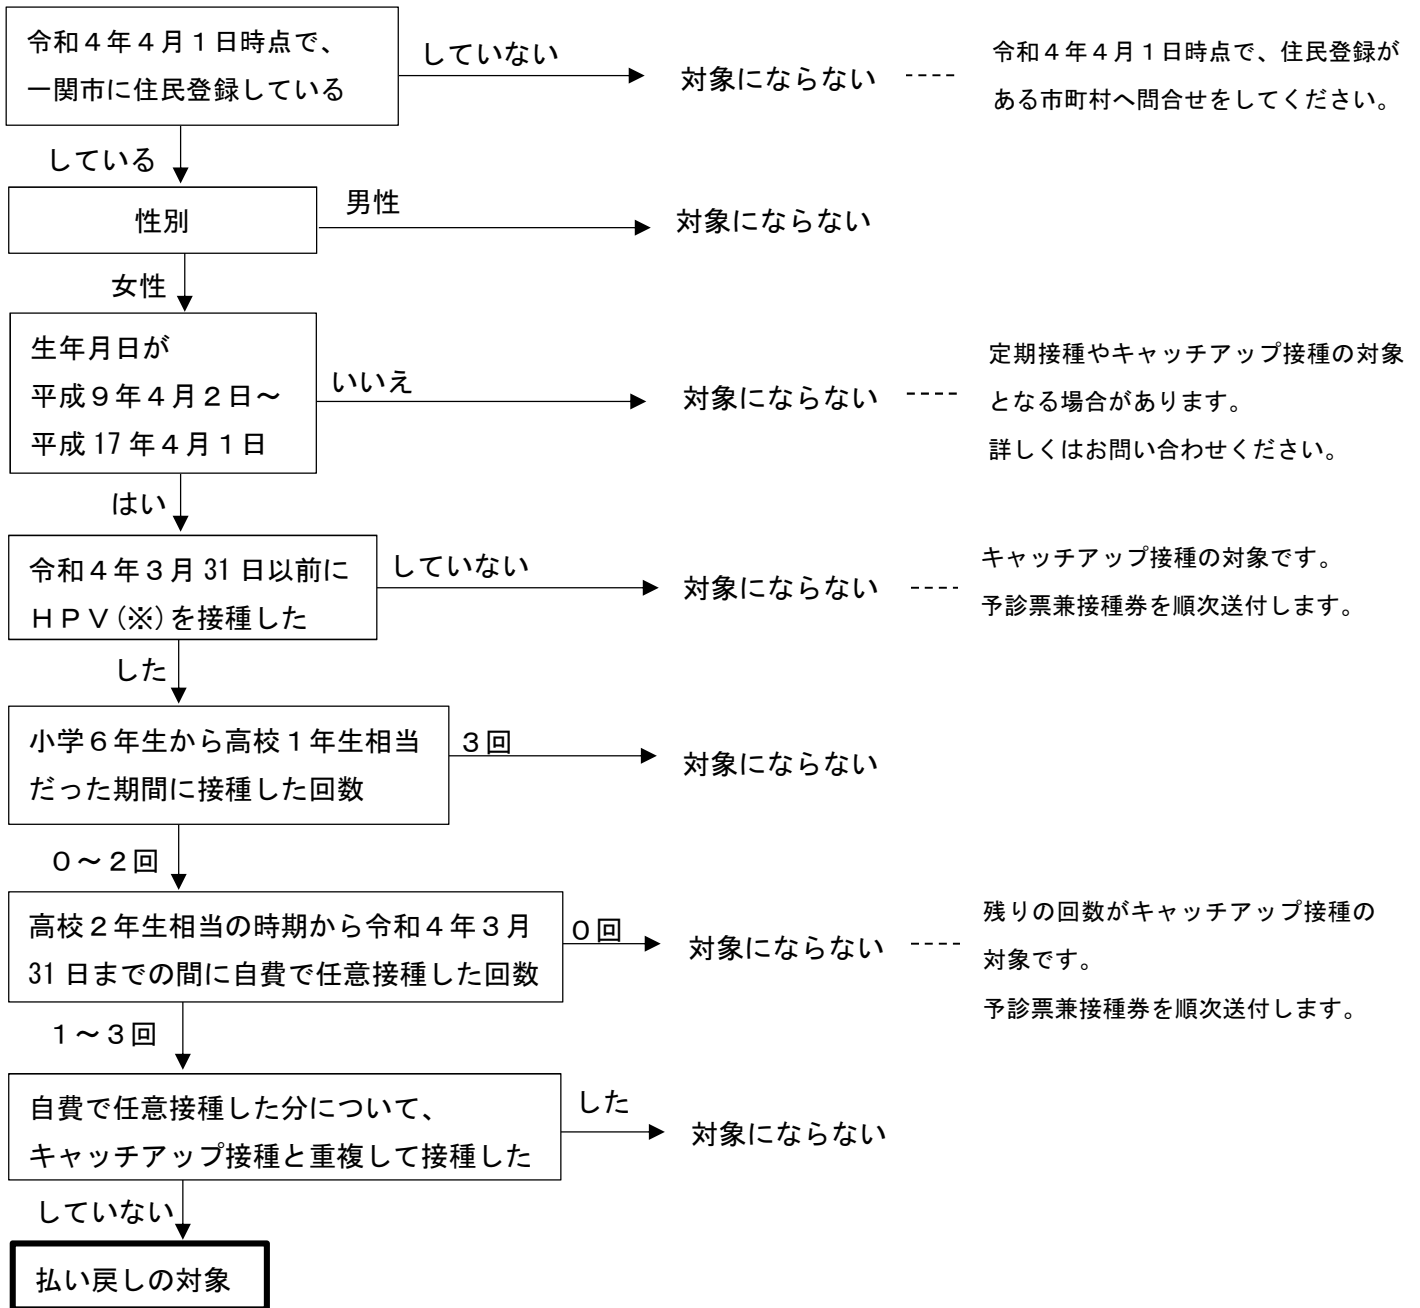 令和４年４月１日時点で、
一関市に住民登録している
していない
対象にならない
令和４年４月１日時点で、住民登録が
ある市町村へ問合せをしてください。
している
性別
男性
対象にならない
女性
生年月日が
平成９年４月２日～
平成 17 年４月１日
いいえ
対象にならない
定期接種やキャッチアップ接種の対象
となる場合があります。
詳しくはお問い合わせください。
はい
令和４年３月 31 日以前に
ＨＰＶ(※)を接種した
していない
対象にならない
キャッチアップ接種の対象です。
予診票兼接種券を順次送付します。
した
小学６年生から高校１年生相当
だった期間に接種した回数
３回
対象にならない
０～２回
高校２年生相当の時期から令和４年３月
31 日までの間に自費で任意接種した回数
０回
対象にならない
残りの回数がキャッチアップ接種の
対象です。
予診票兼接種券を順次送付します。
１～３回
自費で任意接種した分について、
キャッチアップ接種と重複して接種した
した
対象にならない
していない
払い戻しの対象